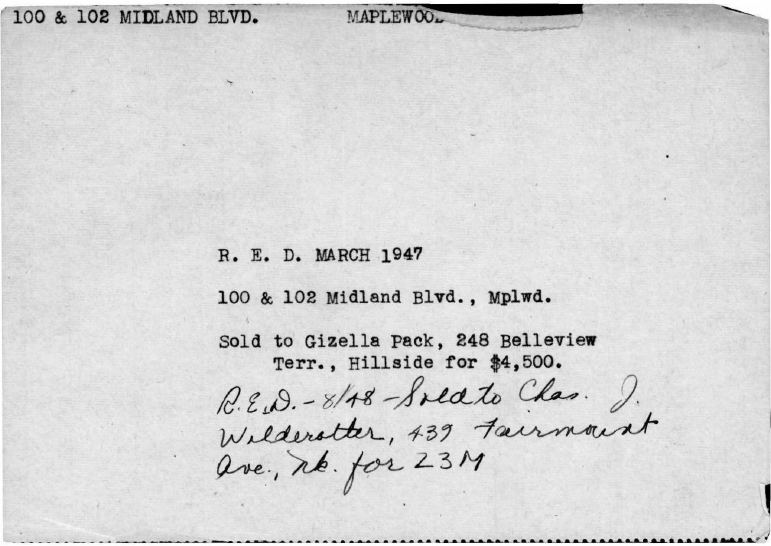 100 & 102 MIDLAND BLVD. MAPLEWOOD
R. E. D. MARCH 1947
100 & 102 Midland Blvd., Mplwd.
Sold to Gizella Pack, 248 Belleview
Terr., Hillside for $4,500.
R.E.D. - 8/48 - Sold to Chas. J.
Wilderotter, 439 Fairmount
Ave., Nk. for 23M